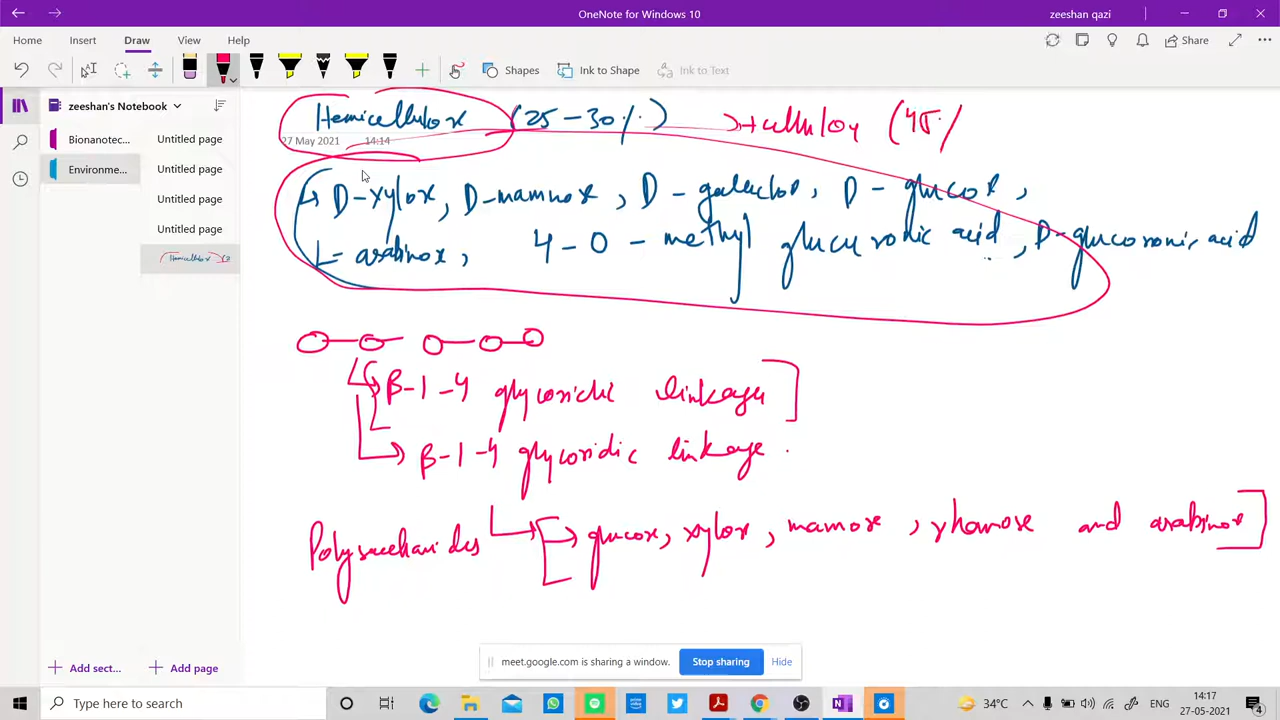 OneNote for Windows 10
zeeshan qazi
Home Insert Draw View Help
Share
Shapes
Ink to Shape
Ink to Text
zeeshan's Notebook
Bionanotec...
Environme...
Untitled page
Untitled page
Untitled page
Untitled page
Hemicellulose (25-30%) → cellulose (45%
27 May 2021 14:14
→ D-xylose, D-mannose, D-galactose, D-glucose,
L-arabinose, 4-O-methyl glucuronic acid, D-glucoronic acid
β-1-4 glycosidic linkage
β-1-4 glycosidic linkage.
Polysaccharides → glucose, xylose, mannose, rhamose and arabinose
meet.google.com is sharing a window.
Stop sharing
Hide
Add sect...
Add page
Type here to search
34°C
ENG
14:17
27-05-2021
4